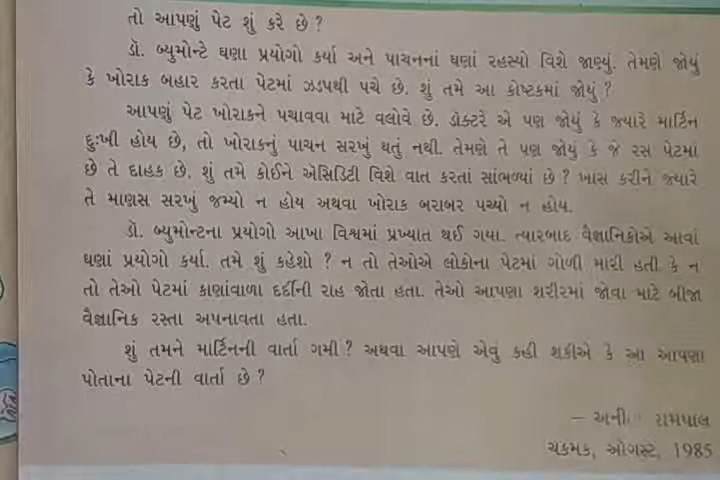 તો આપણું પેટ શું કરે છે ?
ડૉ. બ્યુમોન્ટે ઘણા પ્રયોગો કર્યા અને પાચનનાં ઘણાં રહસ્યો વિશે જાણ્યું. તેમણે જોયું
કે ખોરાક બહાર કરતા પેટમાં ઝડપથી પચે છે. શું તમે આ કોષ્ટકમાં જોયું ?
આપણું પેટ ખોરાકને પચાવવા માટે વલોવે છે. ડૉક્ટરે એ પણ જોયું કે જ્યારે માર્ટિન
દુઃખી હોય છે, તો ખોરાકનું પાચન સરખું થતું નથી. તેમણે તે પણ જોયું કે જે રસ પેટમાં
છે તે દાહક છે. શું તમે કોઈને ઍસિડિટી વિશે વાત કરતાં સાંભળ્યાં છે ? ખાસ કરીને જ્યારે
તે માણસ સરખું જમ્યો ન હોય અથવા ખોરાક બરાબર પચ્યો ન હોય.
ડૉ. બ્યુમોન્ટના પ્રયોગો આખા વિશ્વમાં પ્રખ્યાત થઈ ગયા. ત્યારબાદ વૈજ્ઞાનિકોએ આવાં
ઘણાં પ્રયોગો કર્યા. તમે શું કહેશો ? ન તો તેઓએ લોકોના પેટમાં ગોળી મારી હતી કે ન
તો તેઓ પેટમાં કાણાંવાળા દર્દીની રાહ જોતા હતા. તેઓ આપણા શરીરમાં જોવા માટે બીજા
વૈજ્ઞાનિક રસ્તા અપનાવતા હતા.
શું તમને માર્ટિનની વાર્તા ગમી ? અથવા આપણે એવું કહી શકીએ કે આ આપણા
પોતાના પેટની વાર્તા છે ?
– રામપાલ
ચકમક, ઑગસ્ટ, 1985